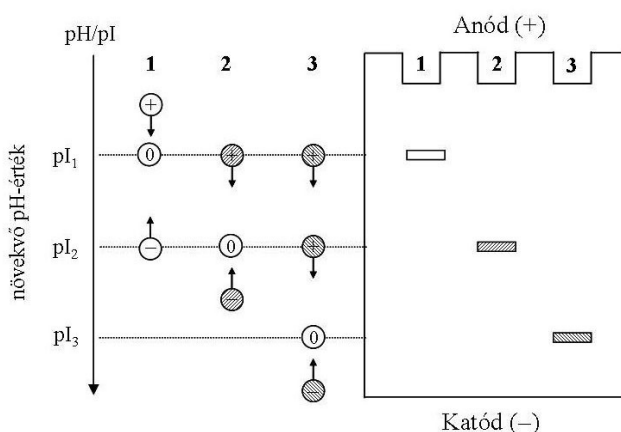 Anód (+)
pH/pI
1 2 3
1 2 3
+
pI₁
0 + +
növekvő pH-érték
pI₂
− 0 +
−
pI₃
0
−
Katód (–)